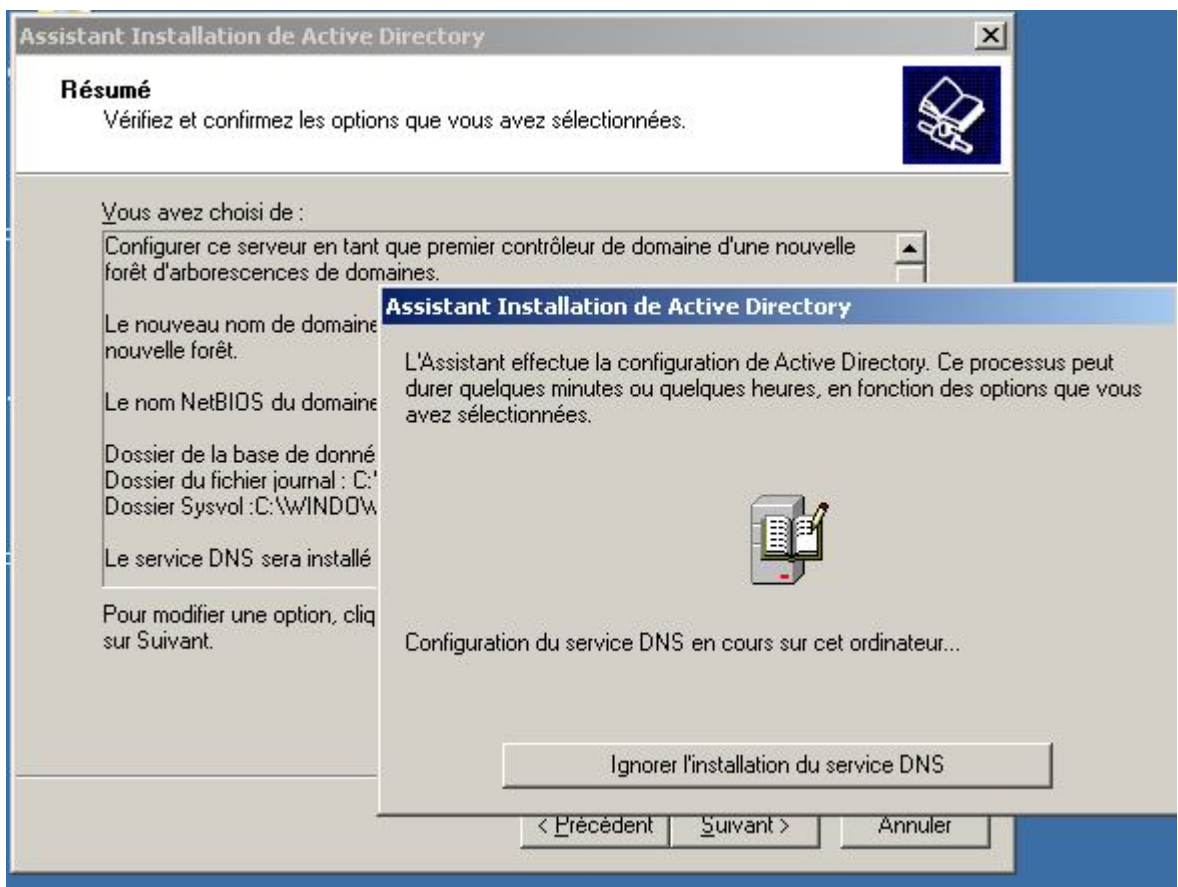 Assistant Installation de Active Directory
Résumé
Vérifiez et confirmez les options que vous avez sélectionnées.
Vous avez choisi de :
Configurer ce serveur en tant que premier contrôleur de domaine d'une nouvelle
forêt d'arborescences de domaines.
Le nouveau nom de domaine
nouvelle forêt.
Le nom NetBIOS du domaine
Dossier de la base de donné
Dossier du fichier journal : C:
Dossier Sysvol :C:\WINDOW
Le service DNS sera installé
Pour modifier une option, cliq
sur Suivant.
< Précédent
Suivant >
Annuler
Assistant Installation de Active Directory
L'Assistant effectue la configuration de Active Directory. Ce processus peut
durer quelques minutes ou quelques heures, en fonction des options que vous
avez sélectionnées.
Configuration du service DNS en cours sur cet ordinateur...
Ignorer l'installation du service DNS